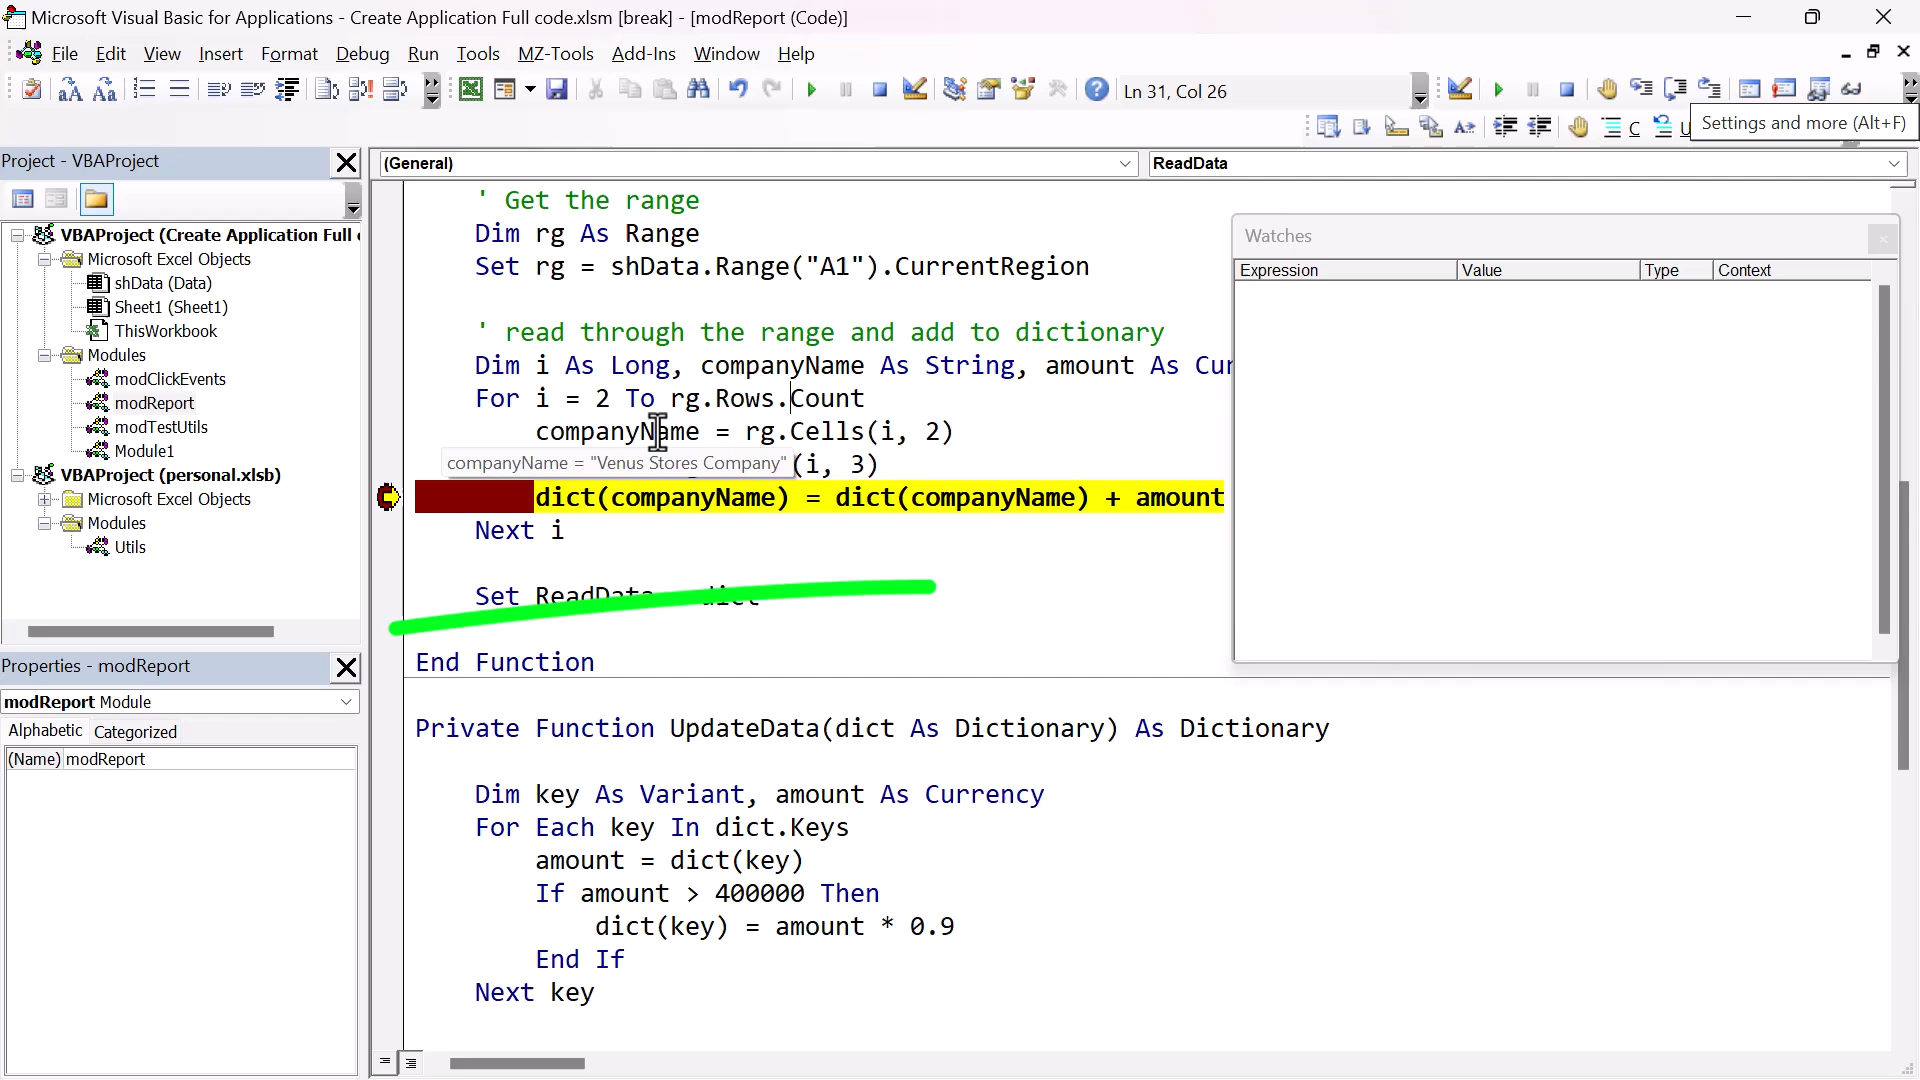 Microsoft Visual Basic for Applications - Create Application Full code.xlsm [break] - [modReport (Code)]
File Edit View Insert Format Debug Run Tools MZ-Tools Add-Ins Window Help
Ln 31, Col 26
Settings and more (Alt+F)
Project - VBAProject
(General)
ReadData
VBAProject (Create Application Full
Microsoft Excel Objects
shData (Data)
Sheet1 (Sheet1)
ThisWorkbook
Modules
modClickEvents
modReport
modTestUtils
Module1
VBAProject (personal.xlsb)
Microsoft Excel Objects
Modules
Utils
Properties - modReport
modReport Module
Alphabetic Categorized
(Name) modReport
' Get the range
Dim rg As Range
Set rg = shData.Range("A1").CurrentRegion
' read through the range and add to dictionary
Dim i As Long, companyName As String, amount As Cur
For i = 2 To rg.Rows.Count
companyName = rg.Cells(i, 2)
companyName = "Venus Stores Company" (i, 3)
dict(companyName) = dict(companyName) + amount
Next i
Set ReadData = dict
End Function
Private Function UpdateData(dict As Dictionary) As Dictionary
Dim key As Variant, amount As Currency
For Each key In dict.Keys
amount = dict(key)
If amount > 400000 Then
dict(key) = amount * 0.9
End If
Next key
Watches
Expression Value Type Context